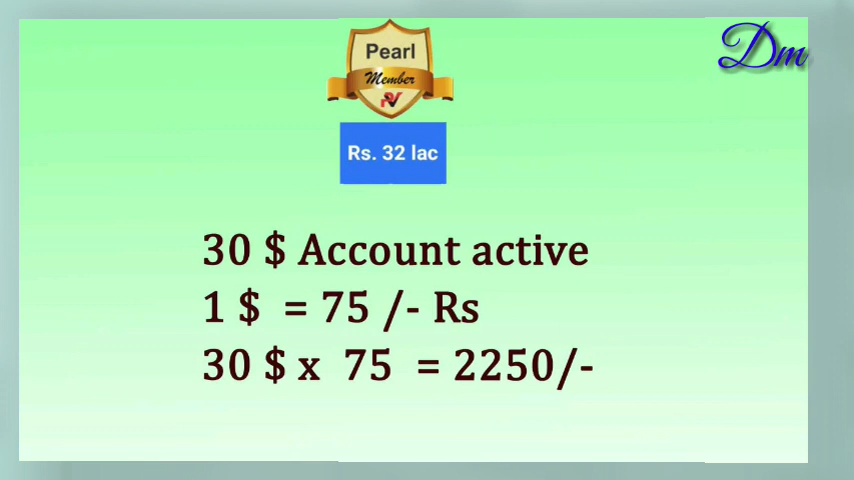 Dm
Pearl
Member
Rs. 32 lac
30 $ Account active
1 $ = 75 /- Rs
30 $ x 75 = 2250/-